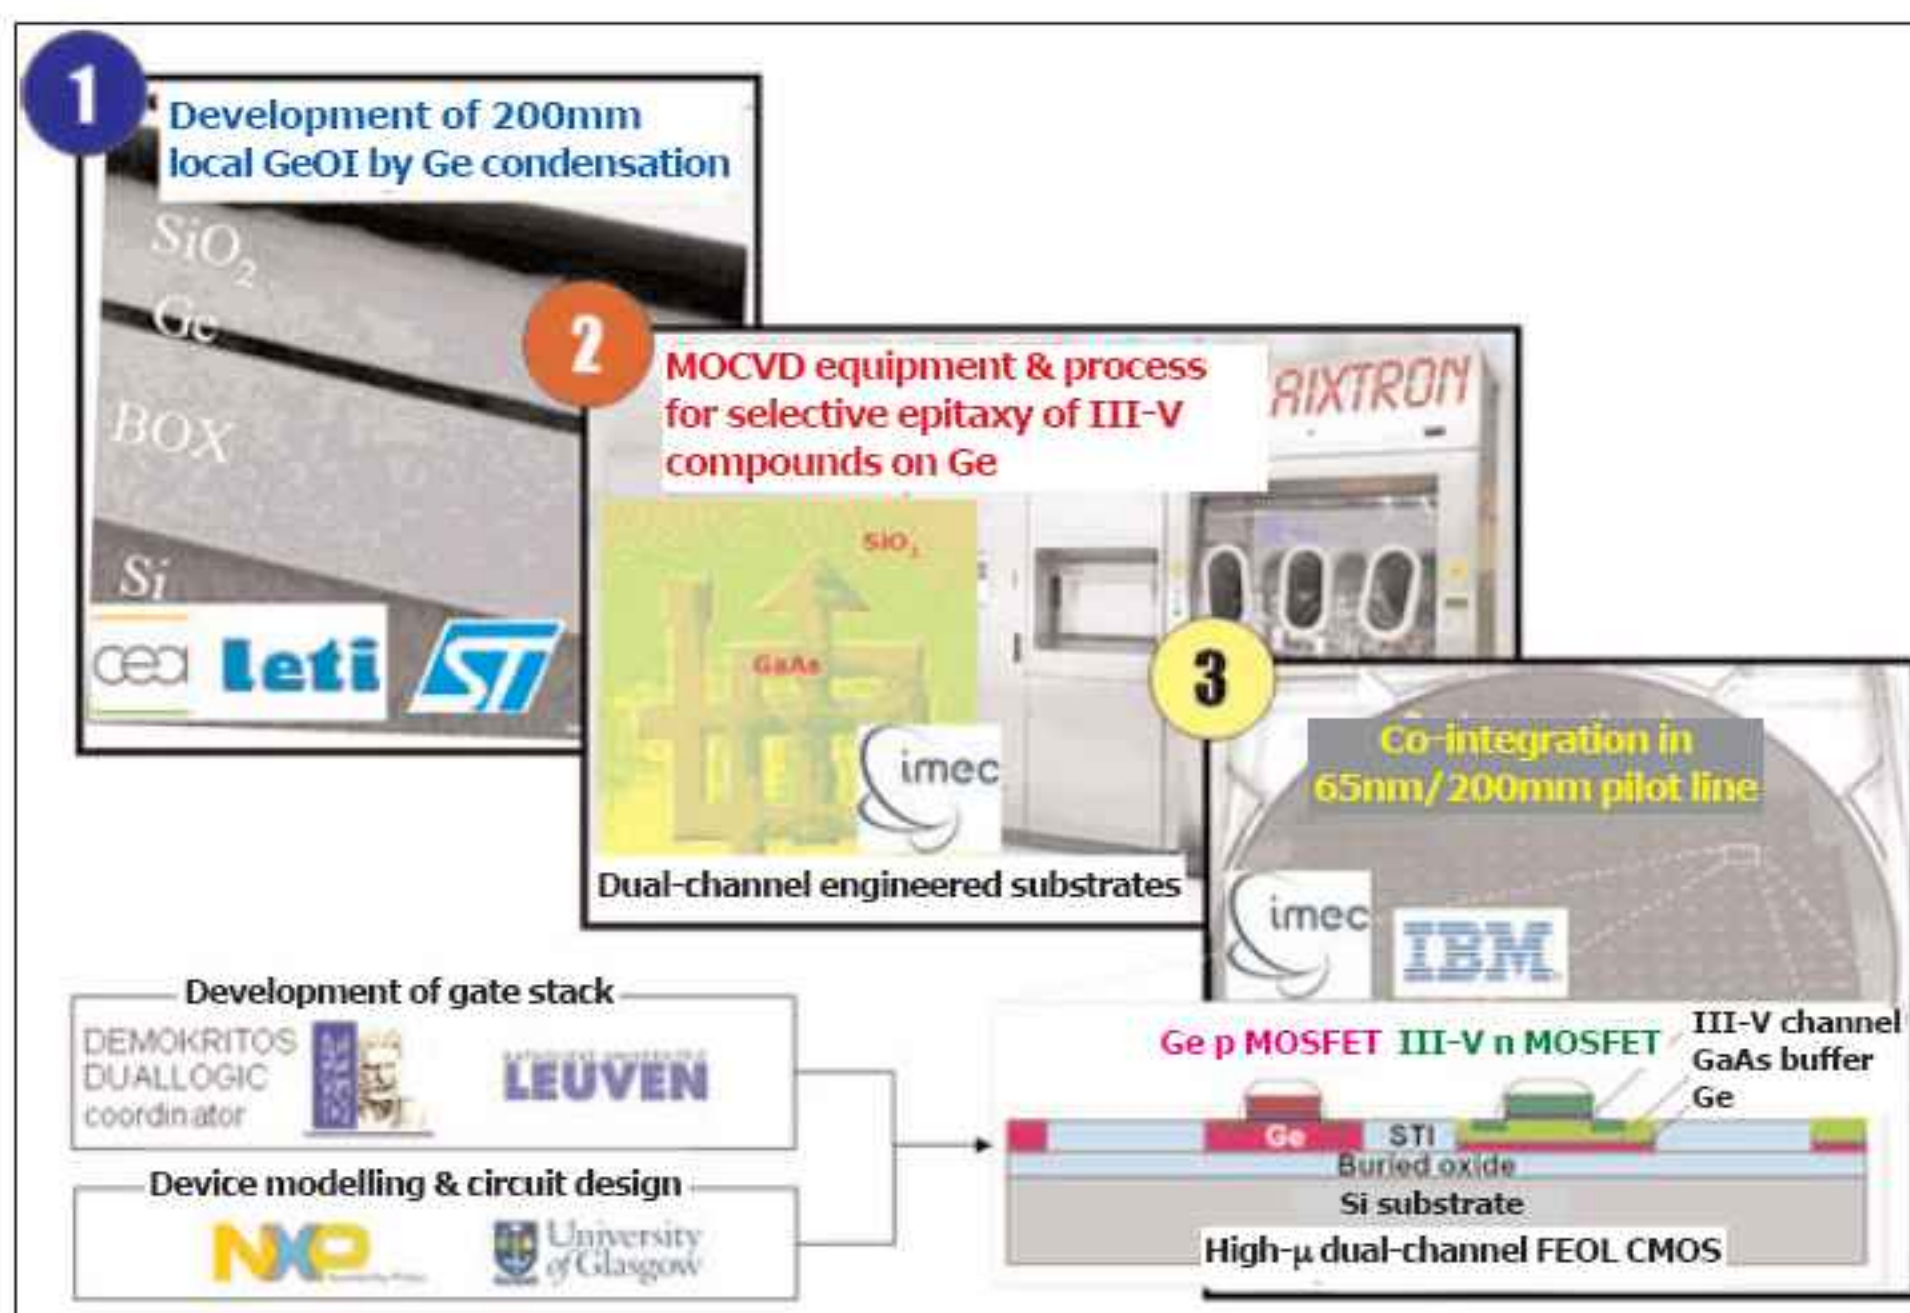 1
Development of 200mm
local GeOI by Ge condensation
SiO₂
Ge
BOX
Si
cea
leti
ST
2
MOCVD equipment & process
for selective epitaxy of III-V
compounds on Ge
AIXTRON
SiO₂
GaAs
imec
Dual-channel engineered substrates
3
Co-integration in
65nm/200mm pilot line
imec
IBM
Development of gate stack
DEMOKRITOS
DUALLOGIC
coordinator
LEUVEN
Device modelling & circuit design
NXP
University
of Glasgow
Ge p MOSFET III-V n MOSFET
III-V channel
GaAs buffer
Ge
Ge
STI
Buried oxide
Si substrate
High-μ dual-channel FEOL CMOS